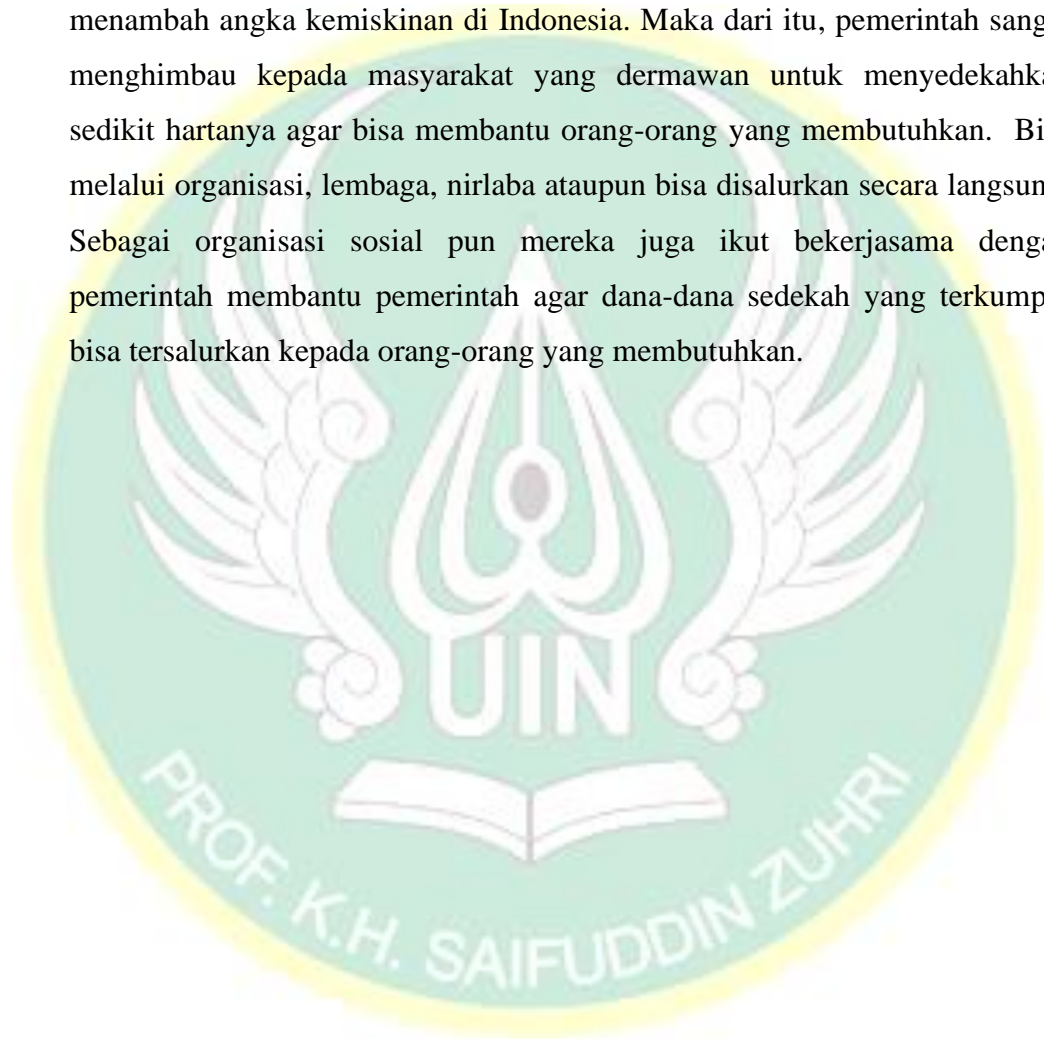 menambah angka kemiskinan di Indonesia. Maka dari itu, pemerintah sang
menghimbau kepada masyarakat yang dermawan untuk menyedekahka
sedikit hartanya agar bisa membantu orang-orang yang membutuhkan. Bi
melalui organisasi, lembaga, nirlaba ataupun bisa disalurkan secara langsun
Sebagai organisasi sosial pun mereka juga ikut bekerjasama denga
pemerintah membantu pemerintah agar dana-dana sedekah yang terkump
bisa tersalurkan kepada orang-orang yang membutuhkan.
UIN
PROF. K.H. SAIFUDDIN ZUHRI